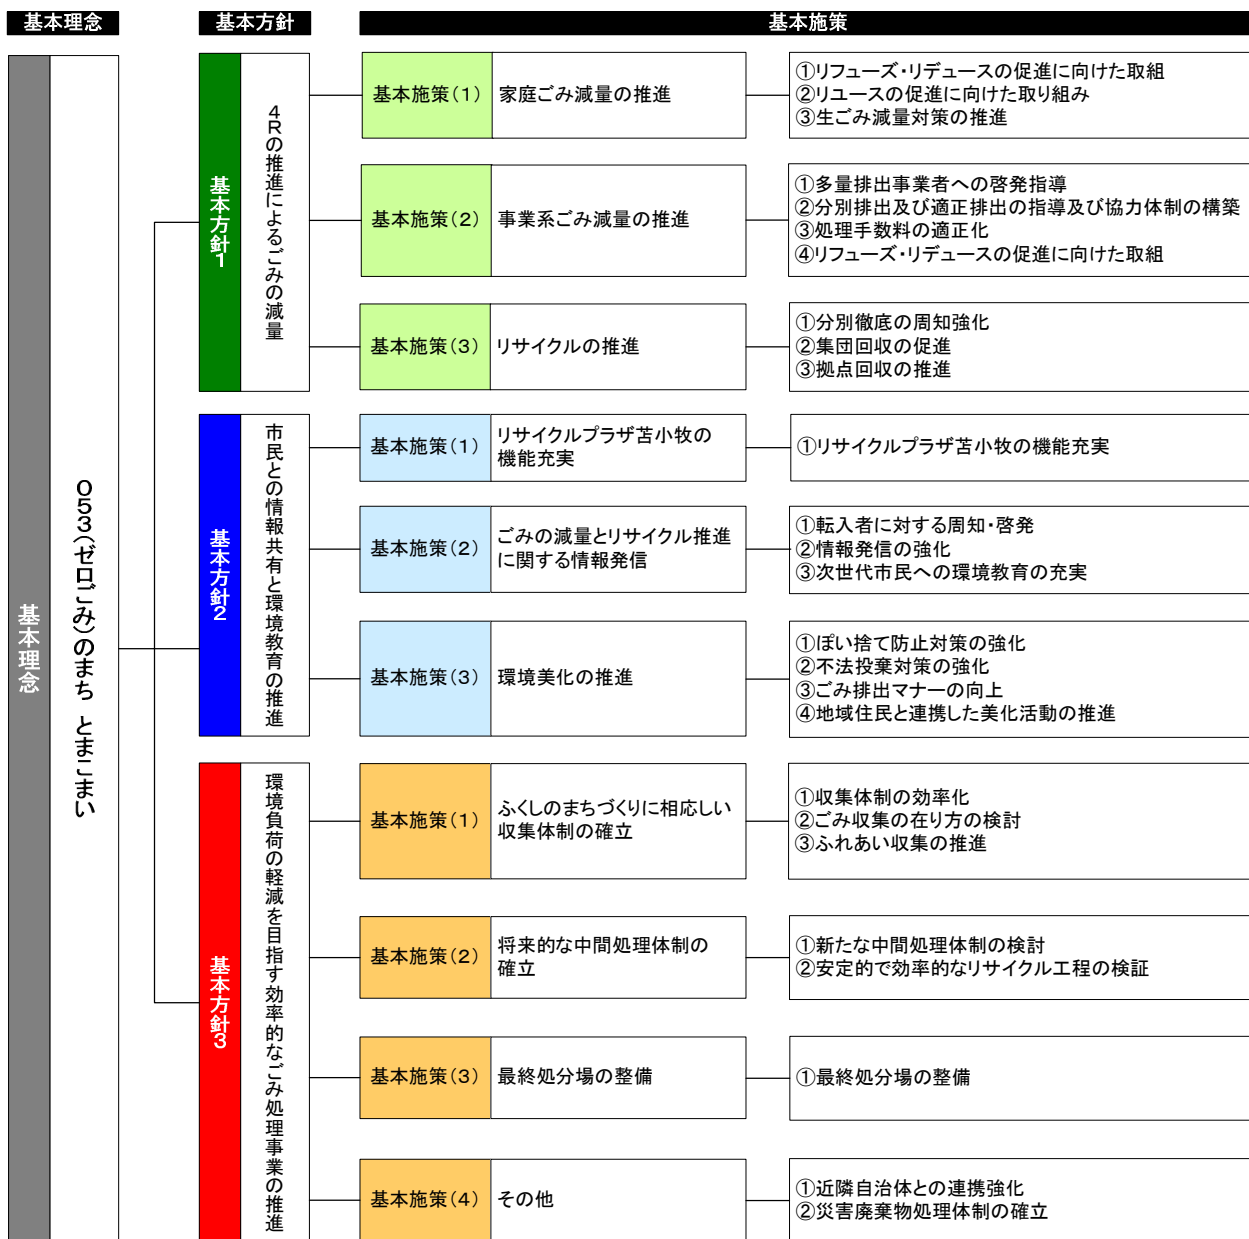 基本理念
基本方針
基本施策
基本理念
053(ゼロごみ)のまち とまこまい
基本方針1
4Rの推進によるごみの減量
基本施策(1)
家庭ごみ減量の推進
①リフューズ・リデュースの促進に向けた取組
②リユースの促進に向けた取り組み
③生ごみ減量対策の推進
基本施策(2)
事業系ごみ減量の推進
①多量排出事業者への啓発指導
②分別排出及び適正排出の指導及び協力体制の構築
③処理手数料の適正化
④リフューズ・リデュースの促進に向けた取組
基本施策(3)
リサイクルの推進
①分別徹底の周知強化
②集団回収の促進
③拠点回収の推進
基本方針2
市民との情報共有と環境教育の推進
基本施策(1)
リサイクルプラザ苫小牧の
機能充実
①リサイクルプラザ苫小牧の機能充実
基本施策(2)
ごみの減量とリサイクル推進
に関する情報発信
①転入者に対する周知・啓発
②情報発信の強化
③次世代市民への環境教育の充実
基本施策(3)
環境美化の推進
①ぽい捨て防止対策の強化
②不法投棄対策の強化
③ごみ排出マナーの向上
④地域住民と連携した美化活動の推進
基本方針3
環境負荷の軽減を目指す効率的なごみ処理事業の推進
基本施策(1)
ふくしのまちづくりに相応しい
収集体制の確立
①収集体制の効率化
②ごみ収集の在り方の検討
③ふれあい収集の推進
基本施策(2)
将来的な中間処理体制の
確立
①新たな中間処理体制の検討
②安定的で効率的なリサイクル工程の検証
基本施策(3)
最終処分場の整備
①最終処分場の整備
基本施策(4)
その他
①近隣自治体との連携強化
②災害廃棄物処理体制の確立